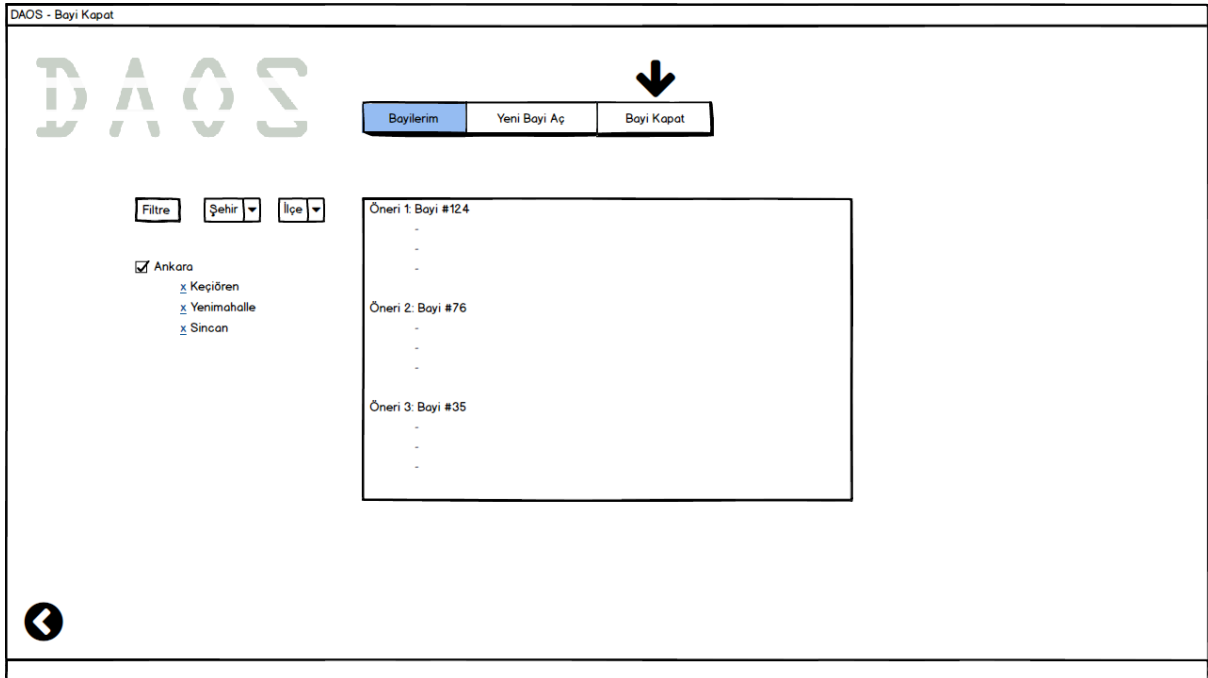 DAOS - Bayi Kapat
DAOS
Bayilerim
Yeni Bayi Aç
Bayi Kapat
Filtre
Şehir
İlçe
Ankara
x Keçiören
x Yenimahalle
x Sincan
Öneri 1: Bayi #124
-
-
-
Öneri 2: Bayi #76
-
-
-
Öneri 3: Bayi #35
-
-
-